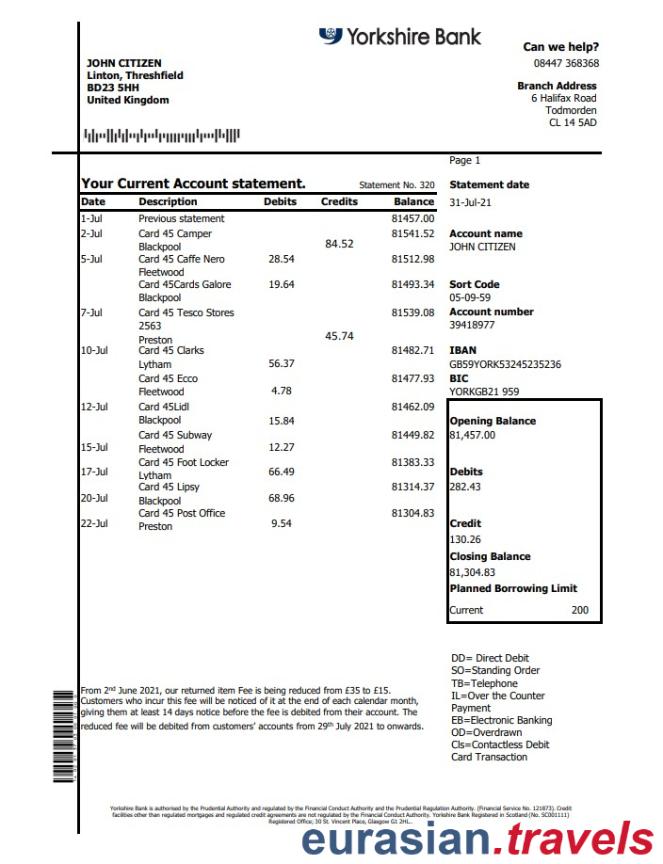 Yorkshire Bank
JOHN CITIZEN
Linton, Threshfield
BD23 5HH
United Kingdom
Can we help?
08447 368368
Branch Address
6 Halifax Road
Todmorden
CL 14 5AD
Page 1
Your Current Account statement. Statement No. 320
Date Description Debits Credits Balance
1-Jul Previous statement 81457.00
2-Jul Card 45 Camper 81541.52
Blackpool 84.52
5-Jul Card 45 Caffe Nero 28.54 81512.98
Fleetwood
Card 45Cards Galore 19.64 81493.34
Blackpool
7-Jul Card 45 Tesco Stores 81539.08
2563
Preston 45.74
10-Jul Card 45 Clarks 81482.71
Lytham 56.37
Card 45 Ecco 81477.93
Fleetwood 4.78
12-Jul Card 45Lidl 81462.09
Blackpool 15.84
Card 45 Subway 81449.82
15-Jul Fleetwood 12.27
Card 45 Foot Locker 81383.33
17-Jul Lytham 66.49
Card 45 Lipsy 81314.37
20-Jul Blackpool 68.96
Card 45 Post Office 81304.83
22-Jul Preston 9.54
Statement date
31-Jul-21
Account name
JOHN CITIZEN
Sort Code
05-09-59
Account number
39418977
IBAN
GB59YORK53245235236
BIC
YORKGB21 959
Opening Balance
81,457.00
Debits
282.43
Credit
130.26
Closing Balance
81,304.83
Planned Borrowing Limit
Current 200
DD= Direct Debit
SO=Standing Order
TB=Telephone
IL=Over the Counter
Payment
EB=Electronic Banking
OD=Overdrawn
Cls=Contactless Debit
Card Transaction
From 2nd June 2021, our returned item Fee is being reduced from £35 to £15.
Customers who incur this fee will be noticed of it at the end of each calendar month,
giving them at least 14 days notice before the fee is debited from their account. The
reduced fee will be debited from customers' accounts from 29th July 2021 to onwards.
Yorkshire Bank is authorised by the Prudential Authority and regulated by the Financial Conduct Authority and the Prudential Regulation Authority. (Financial Service No. 121873). Credit
facilities other than regulated mortgages and regulated credit agreements are not regulated by the Financial Conduct Authority. Yorkshire Bank Registered in Scotland (No. SC001111)
Registered Office; 30 St. Vincent Place, Glasgow G1 2HL.
eurasian.travels